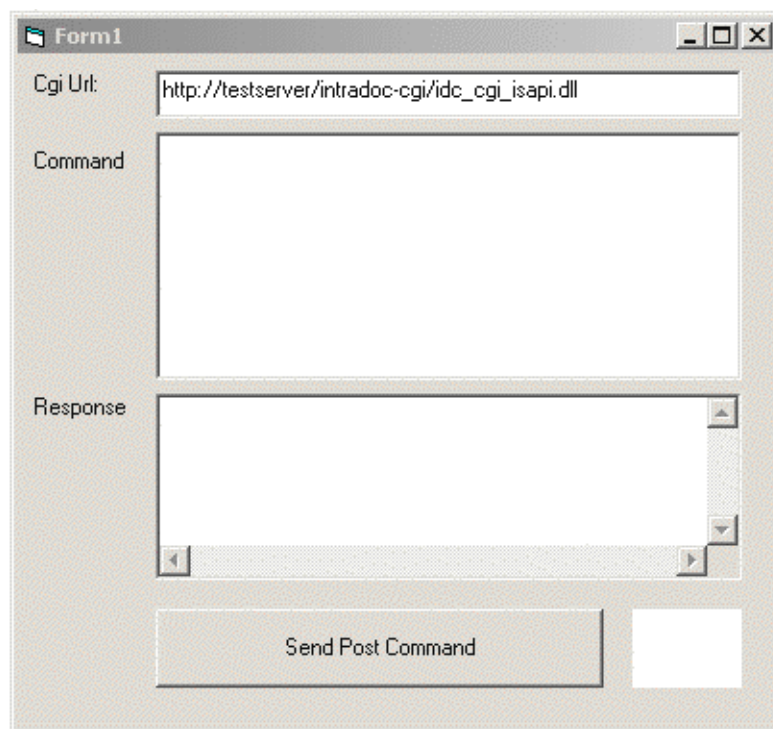 Form1
Cgi Url:
http://testserver/intradoc-cgi/idc_cgi_isapi.dll
Command
Response
Send Post Command